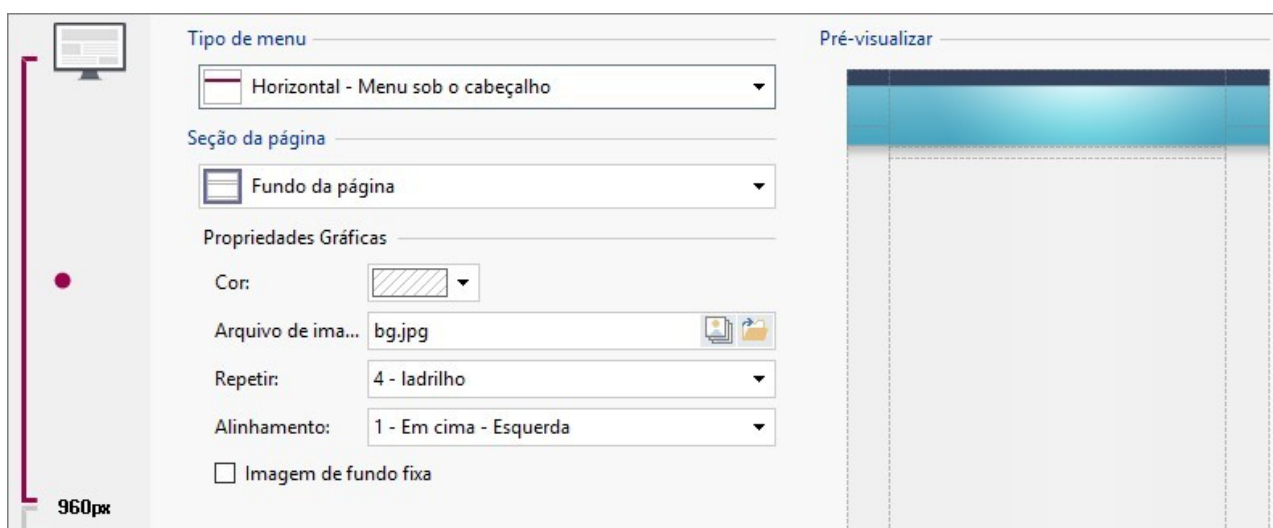 Tipo de menu
Horizontal - Menu sob o cabeçalho
Seção da página
Fundo da página
Propriedades Gráficas
Cor:
Arquivo de ima... bg.jpg
Repetir: 4 - ladrilho
Alinhamento: 1 - Em cima - Esquerda
Imagem de fundo fixa
960px
Pré-visualizar